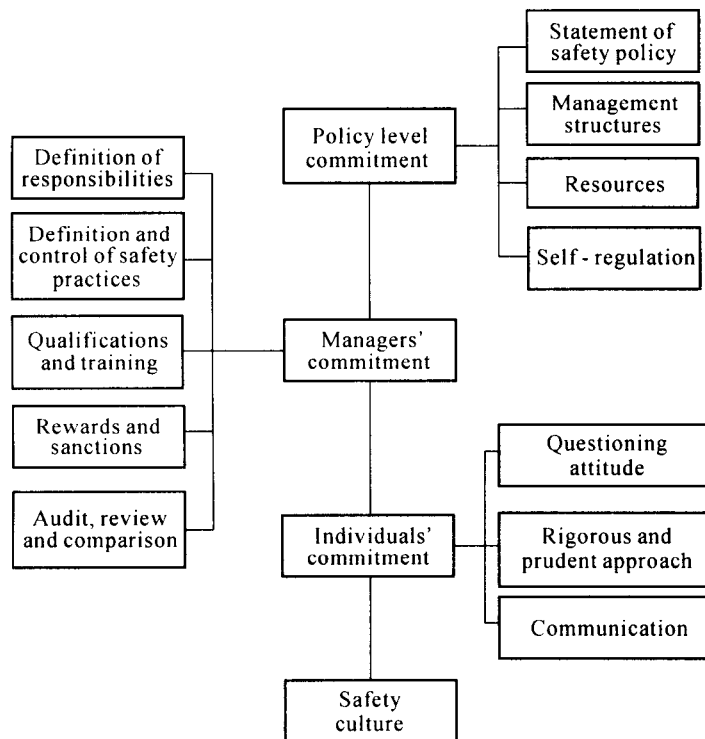 Statement of
safety policy
Management
structures
Policy level
commitment
Resources
Self - regulation
Definition of
responsibilities
Definition and
control of safety
practices
Qualifications
and training
Rewards and
sanctions
Audit, review
and comparison
Managers'
commitment
Questioning
attitude
Individuals'
commitment
Rigorous and
prudent approach
Communication
Safety
culture